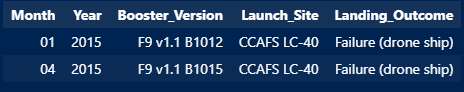 Month Year Booster_Version Launch_Site Landing_Outcome
01 2015 F9 v1.1 B1012 CCAFS LC-40 Failure (drone ship)
04 2015 F9 v1.1 B1015 CCAFS LC-40 Failure (drone ship)